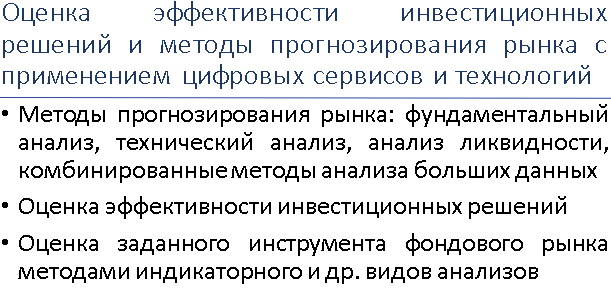 Оценка эффективности инвестиционных
решений и методы прогнозирования рынка с
применением цифровых сервисов и технологий
• Методы прогнозирования рынка: фундаментальный
анализ, технический анализ, анализ ликвидности,
комбинированные методы анализа больших данных
• Оценка эффективности инвестиционных решений
• Оценка заданного инструмента фондового рынка
методами индикаторного и др. видов анализов